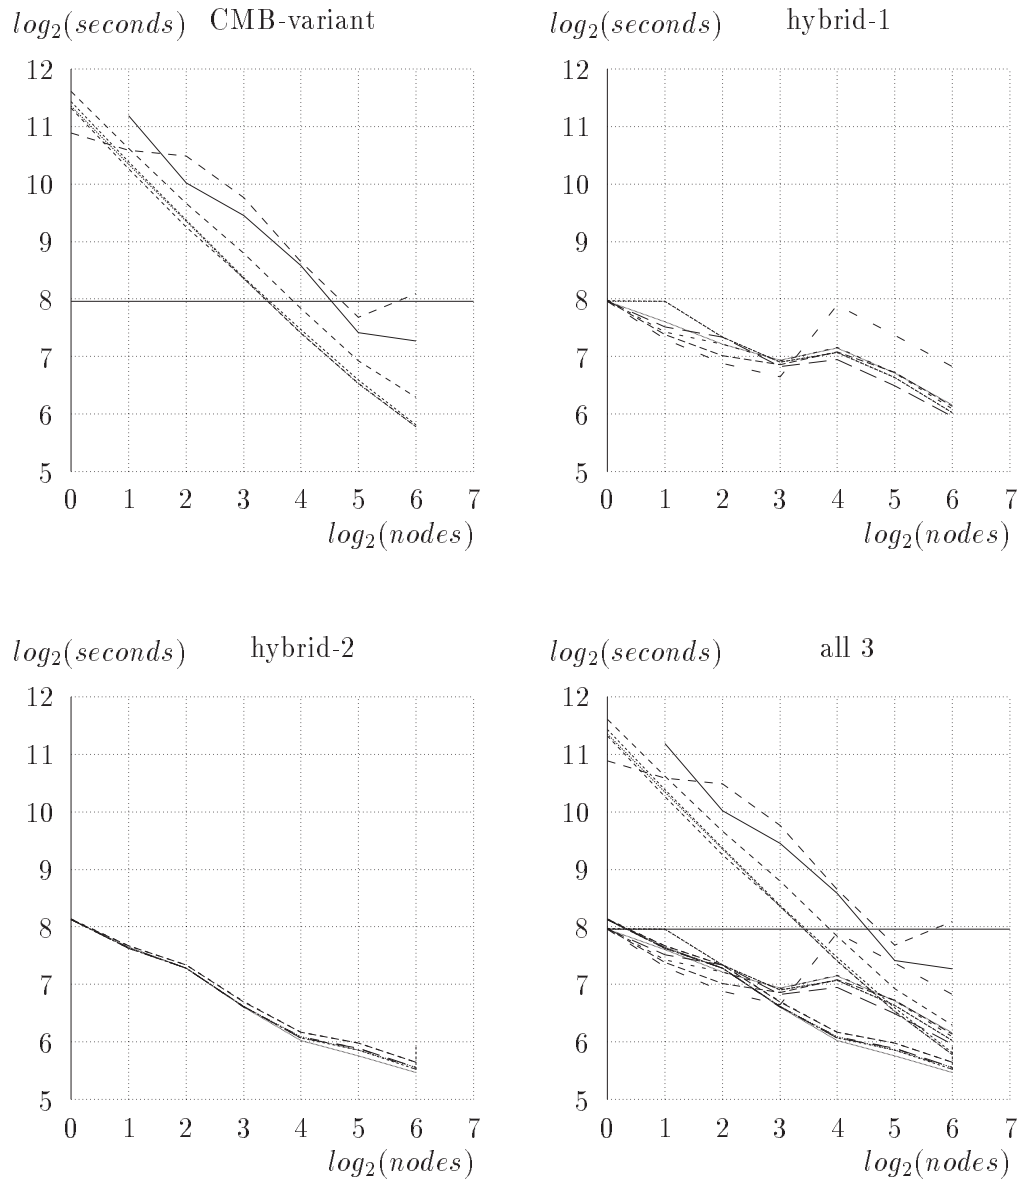 log2(seconds) CMB-variant
12
11
10
9
8
7
6
5
0 1 2 3 4 5 6 7
log2(nodes)
log2(seconds) hybrid-1
12
11
10
9
8
7
6
5
0 1 2 3 4 5 6 7
log2(nodes)
log2(seconds) hybrid-2
12
11
10
9
8
7
6
5
0 1 2 3 4 5 6 7
log2(nodes)
log2(seconds) all 3
12
11
10
9
8
7
6
5
0 1 2 3 4 5 6 7
log2(nodes)